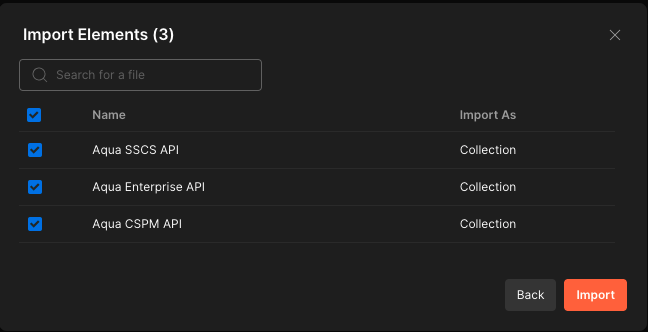 Import Elements (3)
Search for a file
Name Import As
Aqua SSCS API Collection
Aqua Enterprise API Collection
Aqua CSPM API Collection
Back Import